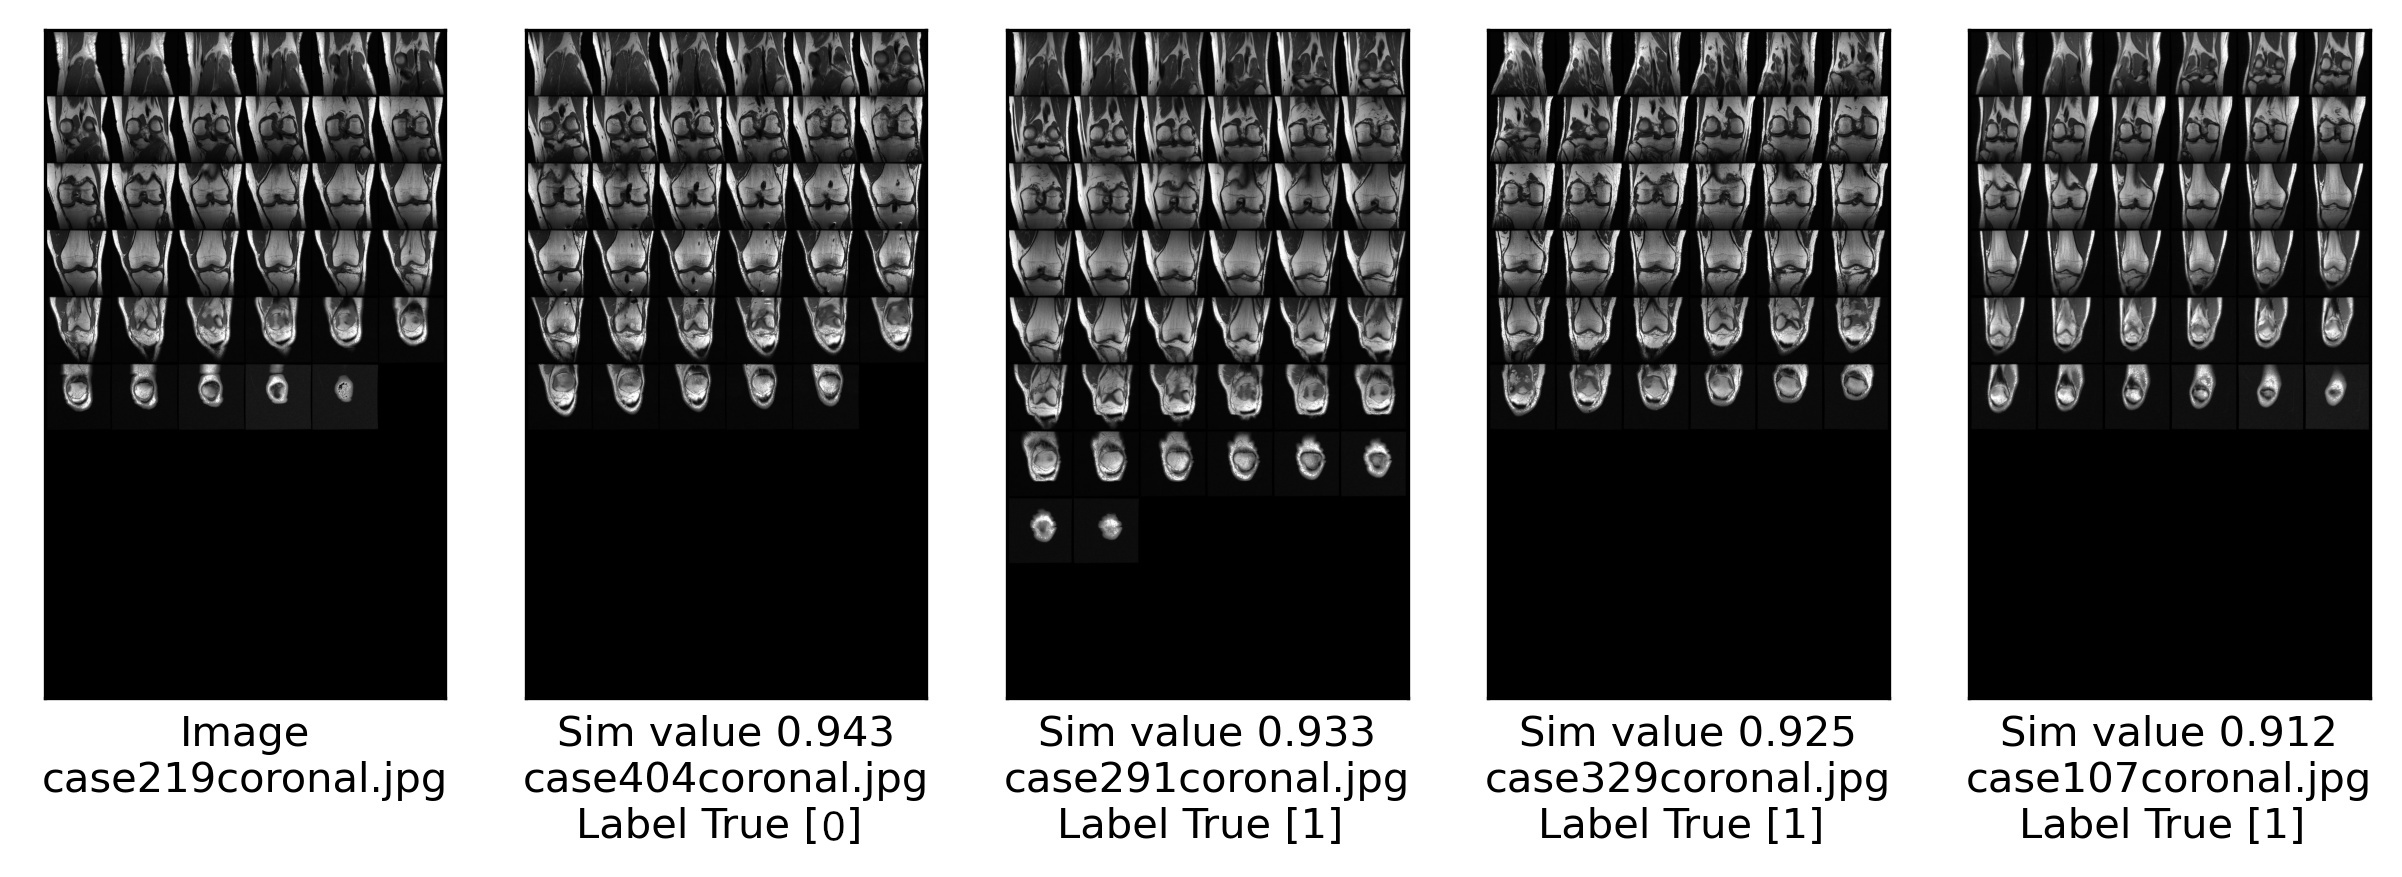 Image
case219coronal.jpg
Sim value 0.943
case404coronal.jpg
Label True [0]
Sim value 0.933
case291coronal.jpg
Label True [1]
Sim value 0.925
case329coronal.jpg
Label True [1]
Sim value 0.912
case107coronal.jpg
Label True [1]